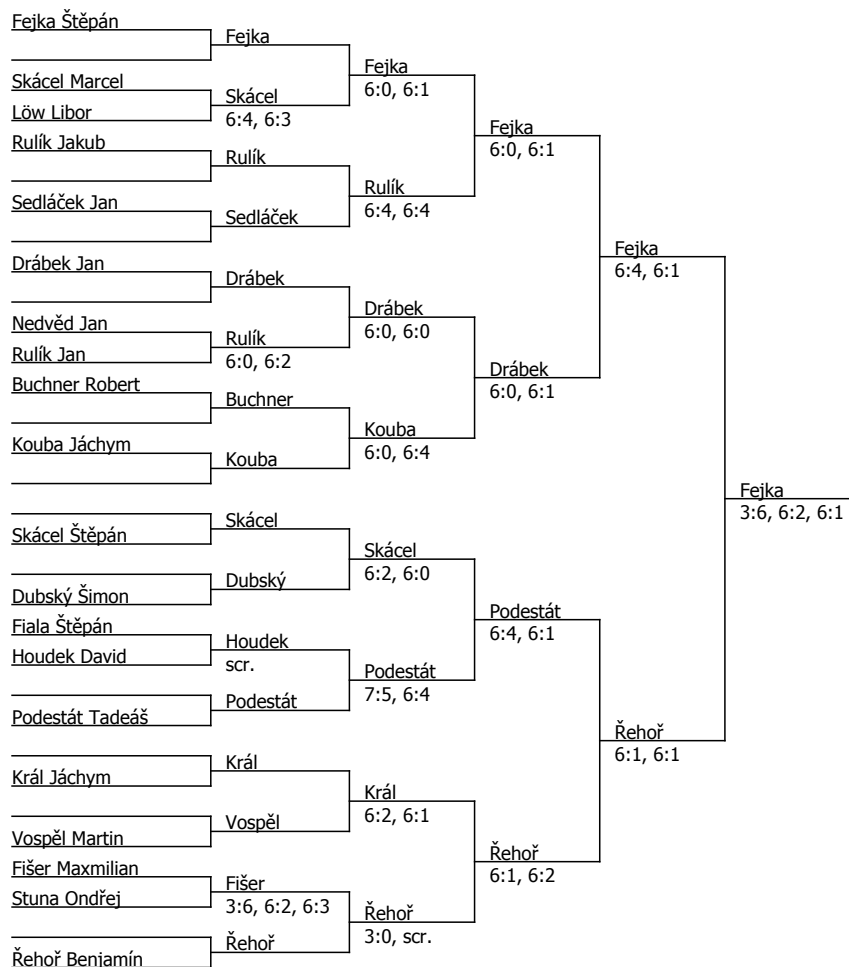 Fejka Štěpán
Skácel Marcel
Löw Libor
Rulík Jakub
Sedláček Jan
Drábek Jan
Nedvěd Jan
Rulík Jan
Buchner Robert
Kouba Jáchym
Skácel Štěpán
Dubský Šimon
Fiala Štěpán
Houdek David
Podestát Tadeáš
Král Jáchym
Vospěl Martin
Fišer Maxmilian
Stuna Ondřej
Řehoř Benjamín
Fejka
Skácel
6:4, 6:3
Rulík
Sedláček
Drábek
Rulík
6:0, 6:2
Buchner
Kouba
Skácel
Dubský
Houdek
scr.
Podestát
Král
Vospěl
Fišer
3:6, 6:2, 6:3
Řehoř
Fejka
6:0, 6:1
Rulík
6:4, 6:4
Drábek
6:0, 6:0
Kouba
6:0, 6:4
Skácel
6:2, 6:0
Podestát
7:5, 6:4
Král
6:2, 6:1
Řehoř
3:0, scr.
Fejka
6:0, 6:1
Drábek
6:0, 6:1
Podestát
6:4, 6:1
Řehoř
6:1, 6:2
Fejka
6:4, 6:1
Řehoř
6:1, 6:1
Fejka
3:6, 6:2, 6:1